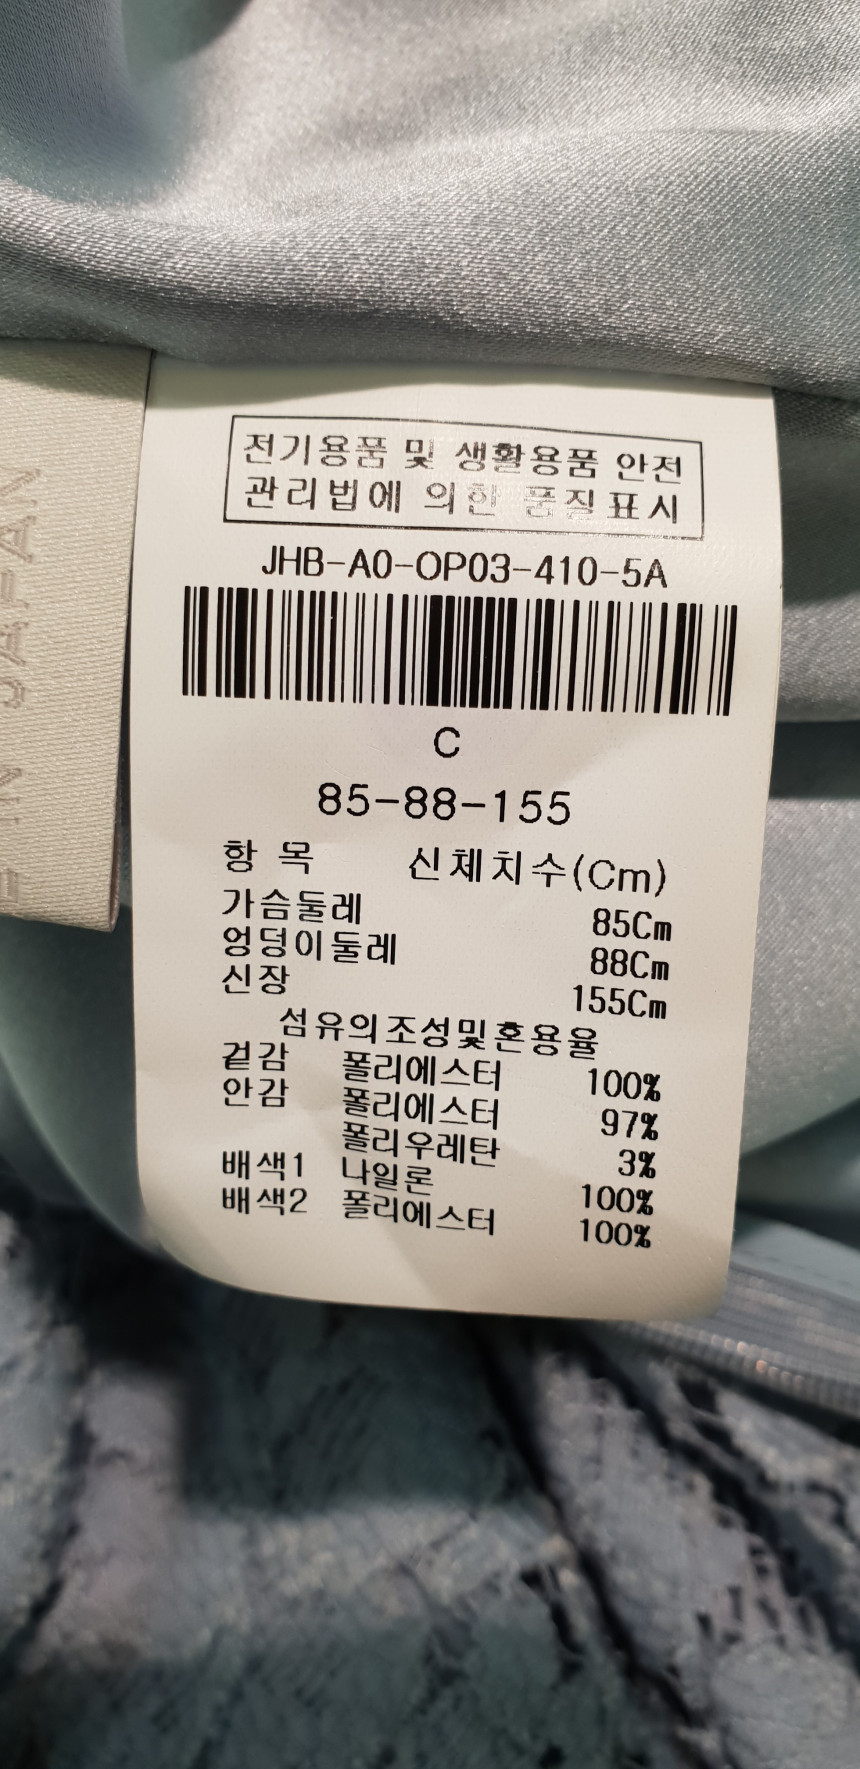 전기용품 및 생활용품 안전
관리법에 의한 품질표시
JHB-A0-OP03-410-5A
C
85-88-155
항 목 신체치수(Cm)
가슴둘레 85Cm
엉덩이둘레 88Cm
신장 155Cm
섬유의조성및혼용율
겉감 폴리에스터 100%
안감 폴리에스터 97%
폴리우레탄 3%
배색1 나일론 100%
배색2 폴리에스터 100%
IN JAPAN